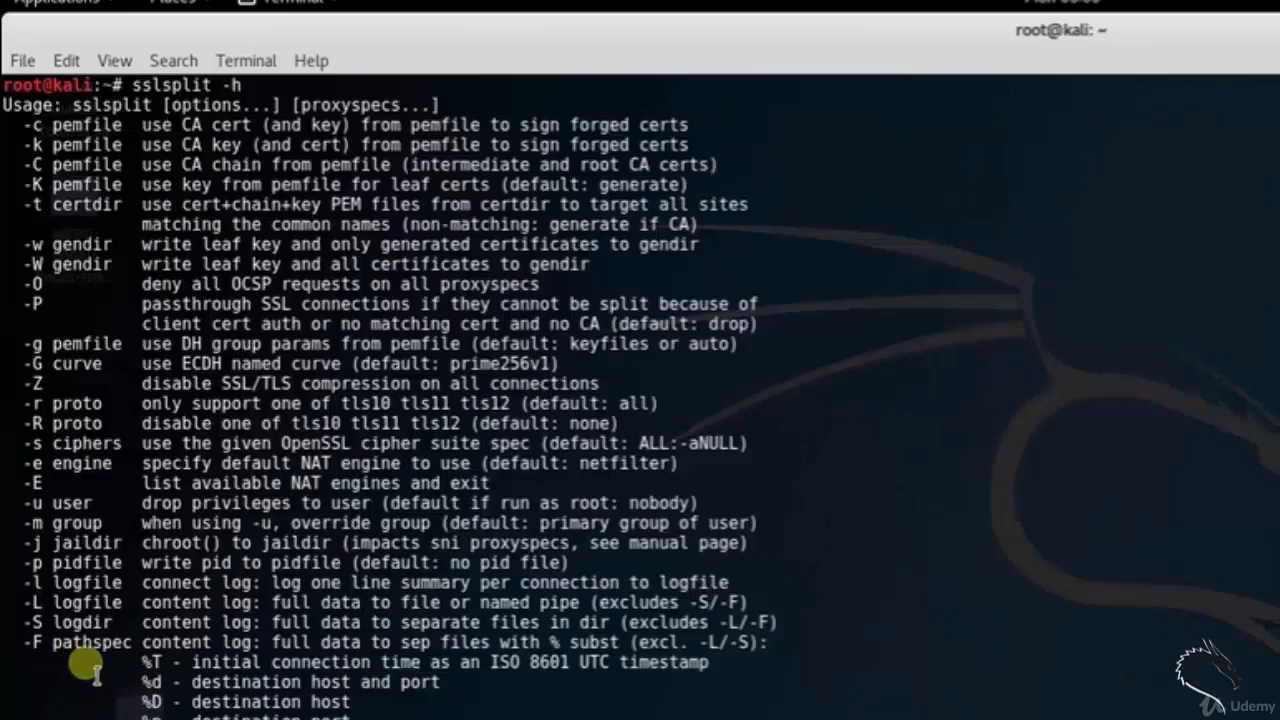 Applications Places Terminal
root@kali: ~
File Edit View Search Terminal Help
root@kali:~# sslsplit -h
Usage: sslsplit [options...] [proxyspecs...]
-c pemfile use CA cert (and key) from pemfile to sign forged certs
-k pemfile use CA key (and cert) from pemfile to sign forged certs
-C pemfile use CA chain from pemfile (intermediate and root CA certs)
-K pemfile use key from pemfile for leaf certs (default: generate)
-t certdir use cert+chain+key PEM files from certdir to target all sites
matching the common names (non-matching: generate if CA)
-w gendir write leaf key and only generated certificates to gendir
-W gendir write leaf key and all certificates to gendir
-O deny all OCSP requests on all proxyspecs
-P passthrough SSL connections if they cannot be split because of
client cert auth or no matching cert and no CA (default: drop)
-g pemfile use DH group params from pemfile (default: keyfiles or auto)
-G curve use ECDH named curve (default: prime256v1)
-Z disable SSL/TLS compression on all connections
-r proto only support one of tls10 tls11 tls12 (default: all)
-R proto disable one of tls10 tls11 tls12 (default: none)
-s ciphers use the given OpenSSL cipher suite spec (default: ALL:-aNULL)
-e engine specify default NAT engine to use (default: netfilter)
-E list available NAT engines and exit
-u user drop privileges to user (default if run as root: nobody)
-m group when using -u, override group (default: primary group of user)
-j jaildir chroot() to jaildir (impacts sni proxyspecs, see manual page)
-p pidfile write pid to pidfile (default: no pid file)
-l logfile connect log: log one line summary per connection to logfile
-L logfile content log: full data to file or named pipe (excludes -S/-F)
-S logdir content log: full data to separate files in dir (excludes -L/-F)
-F pathspec content log: full data to sep files with % subst (excl. -L/-S):
%T - initial connection time as an ISO 8601 UTC timestamp
%d - destination host and port
%D - destination host
Udemy